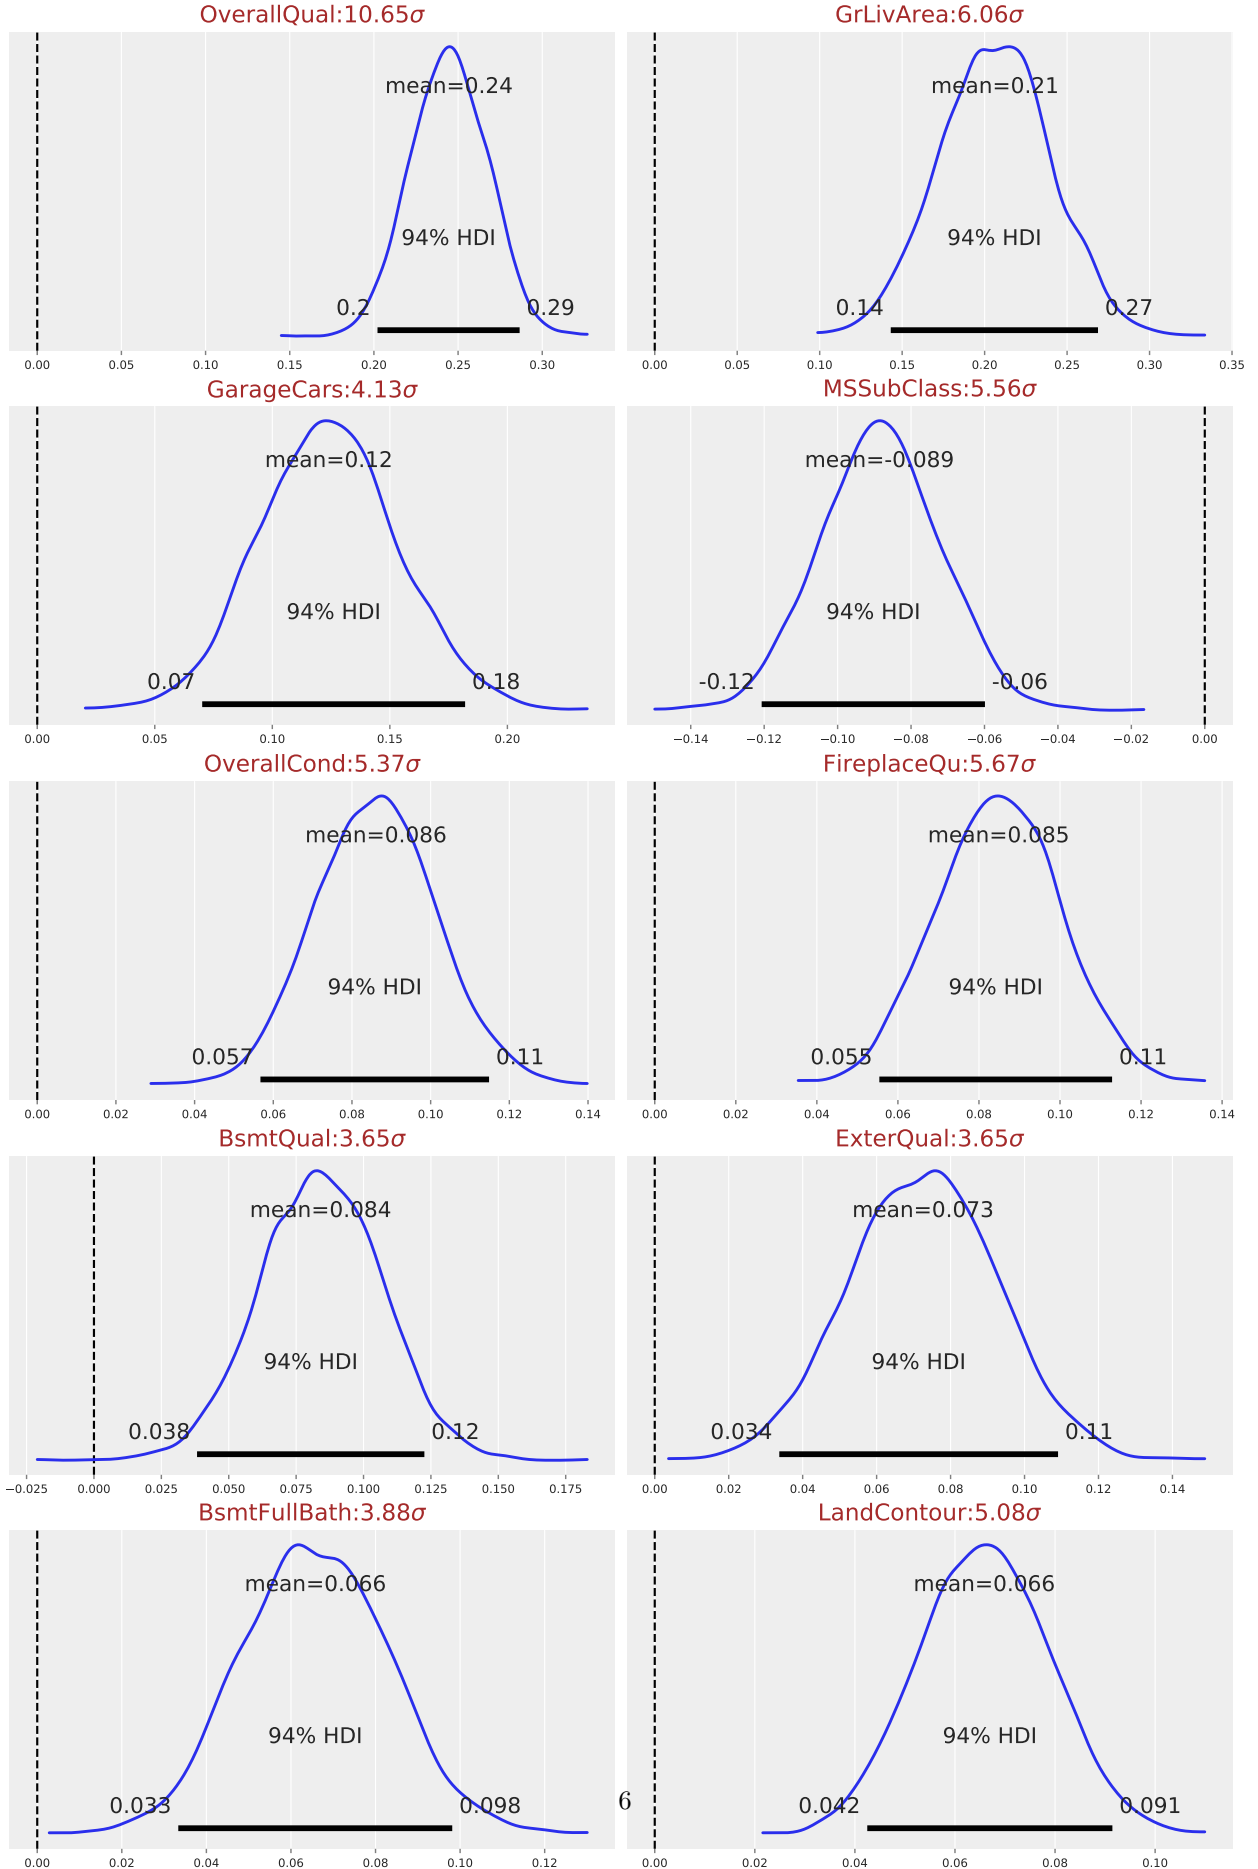 OverallQual:10.65σ
mean=0.24
94% HDI
0.2 0.29
0.00 0.05 0.10 0.15 0.20 0.25 0.30
GrLivArea:6.06σ
mean=0.21
94% HDI
0.14 0.27
0.00 0.10 0.15 0.20 0.25 0.30 0.35
GarageCars:4.13σ
mean=0.12
94% HDI
0.07 0.18
0.00 0.05 0.10 0.15 0.20
MSSubClass:5.56σ
mean=-0.089
94% HDI
-0.12 -0.06
−0.14 −0.12 −0.10 −0.08 −0.06 −0.04 −0.02 0.00
OverallCond:5.37σ
mean=0.086
94% HDI
0.057 0.11
0.00 0.02 0.04 0.06 0.08 0.10 0.12 0.14
FireplaceQu:5.67σ
mean=0.085
94% HDI
0.055 0.11
0.00 0.02 0.04 0.06 0.08 0.10 0.12 0.14
BsmtQual:3.65σ
mean=0.084
94% HDI
0.038 0.12
−0.025 0.000 0.025 0.050 0.075 0.100 0.125 0.150 0.175
ExterQual:3.65σ
mean=0.073
94% HDI
0.034 0.11
0.00 0.02 0.04 0.06 0.08 0.10 0.12 0.14
BsmtFullBath:3.88σ
mean=0.066
94% HDI
0.033 0.098
0.00 0.02 0.04 0.06 0.08 0.10 0.12
LandContour:5.08σ
mean=0.066
94% HDI
0.042 0.091
0.00 0.02 0.04 0.06 0.08 0.10
6